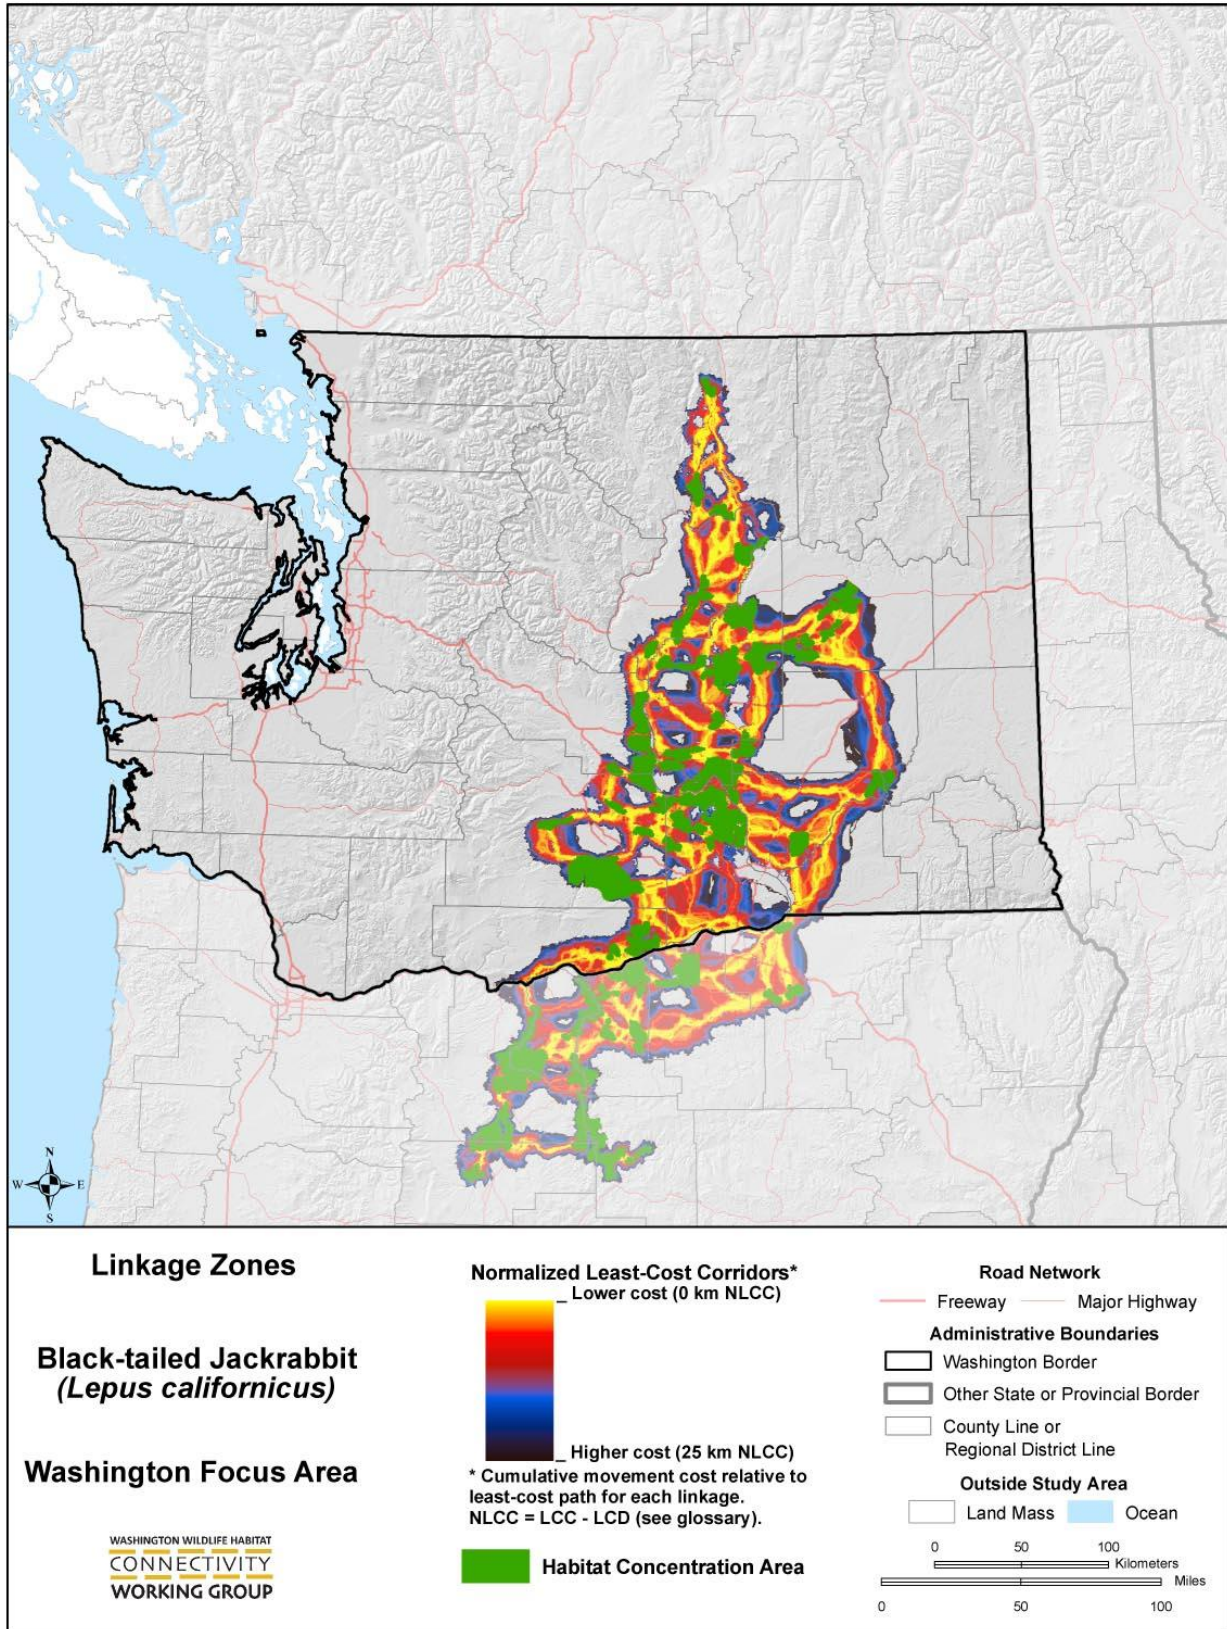 N
W
E
S
Linkage Zones
Black-tailed Jackrabbit
(Lepus californicus)
Washington Focus Area
WASHINGTON WILDLIFE HABITAT
CONNECTIVITY
WORKING GROUP
Normalized Least-Cost Corridors*
_ Lower cost (0 km NLCC)
_ Higher cost (25 km NLCC)
* Cumulative movement cost relative to
least-cost path for each linkage.
NLCC = LCC - LCD (see glossary).
Habitat Concentration Area
Road Network
Freeway
Major Highway
Administrative Boundaries
Washington Border
Other State or Provincial Border
County Line or
Regional District Line
Outside Study Area
Land Mass
Ocean
0 50 100
Kilometers
Miles
0 50 100